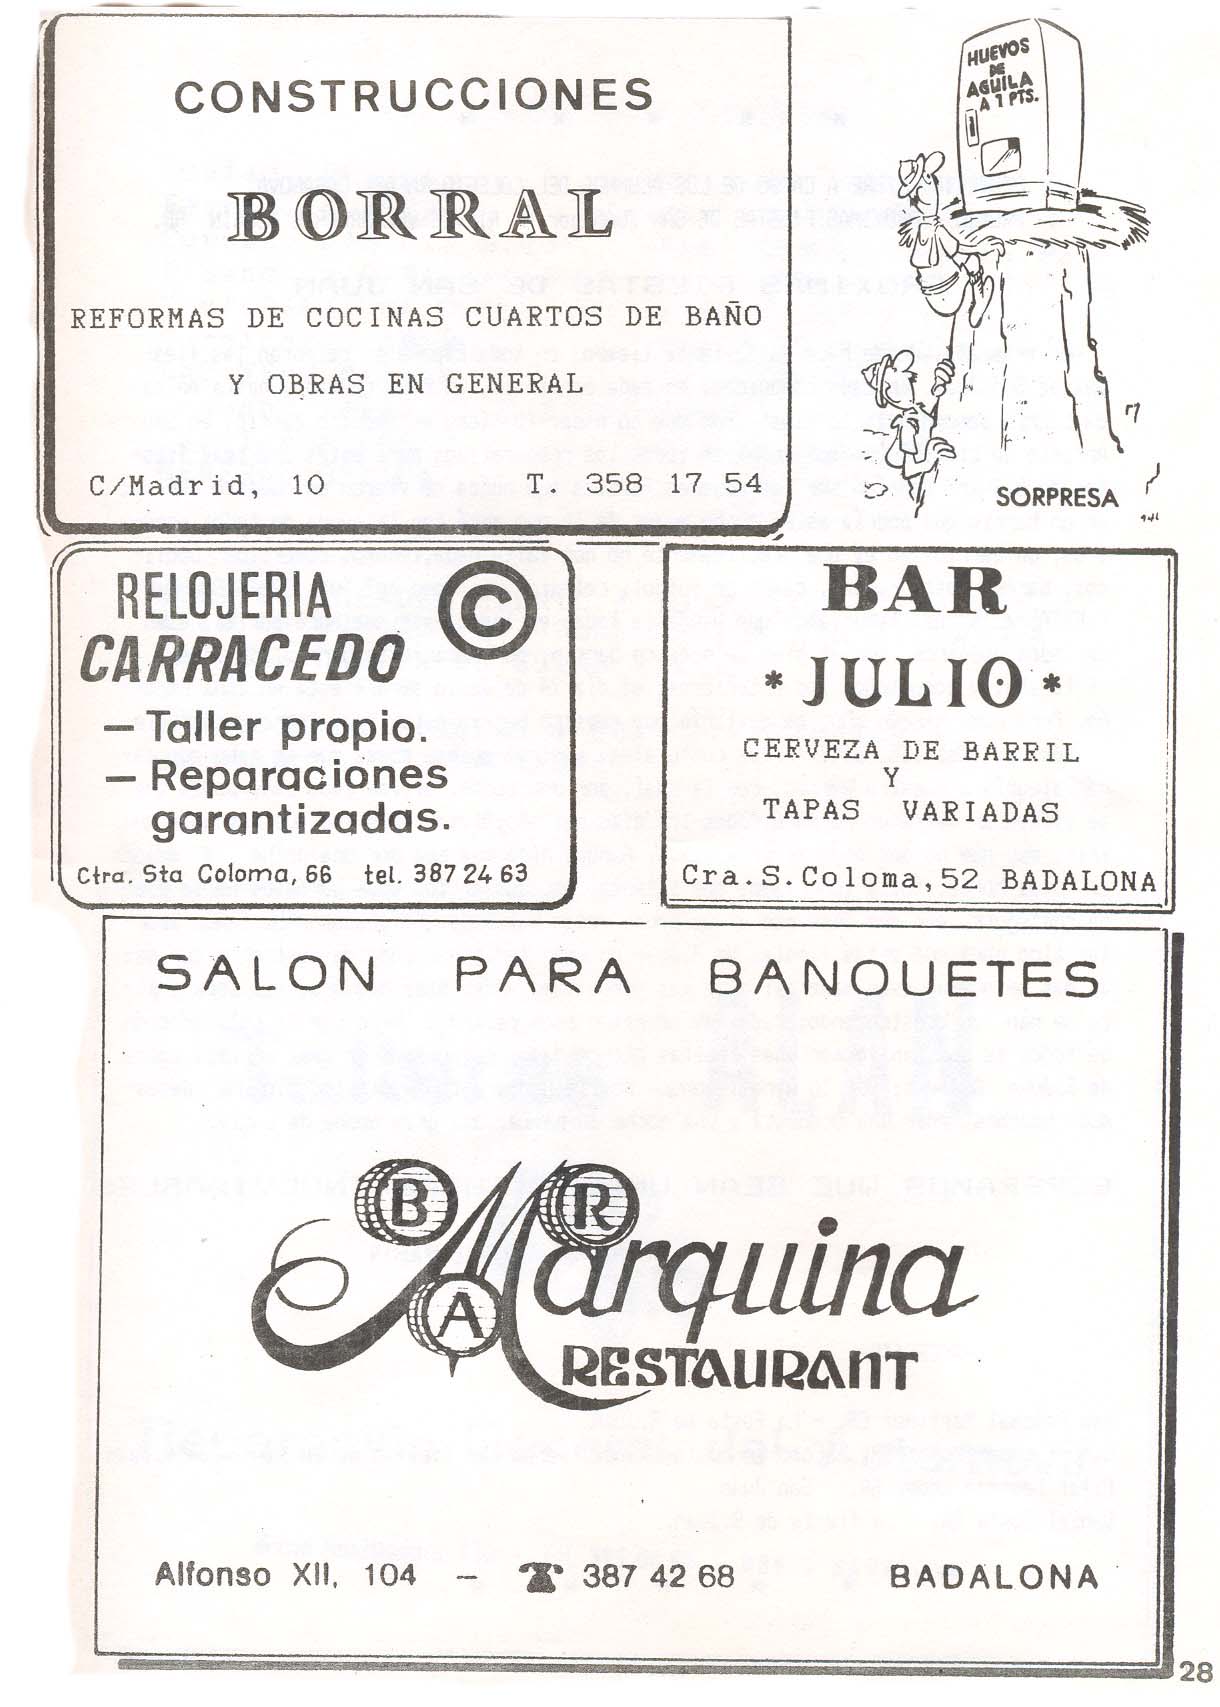 CONSTRUCCIONES
BORRAL
REFORMAS DE COCINAS CUARTOS DE BAÑO
Y OBRAS EN GENERAL
C/Madrid, 10 T. 358 17 54
HUEVOS
DE
AGUILA
A 1 PTS.
SORPRESA
RELOJERIA
CARRACEDO
C
— Taller propio.
— Reparaciones
garantizadas.
Ctra. Sta Coloma, 66 tel. 387 24 63
BAR
* JULIO *
CERVEZA DE BARRIL
Y
TAPAS VARIADAS
Cra.S.Coloma,52 BADALONA
SALON PARA BANQUETES
BAR
Marquina
RESTAURANT
Alfonso XII, 104 – ☎ 387 42 68 BADALONA
28